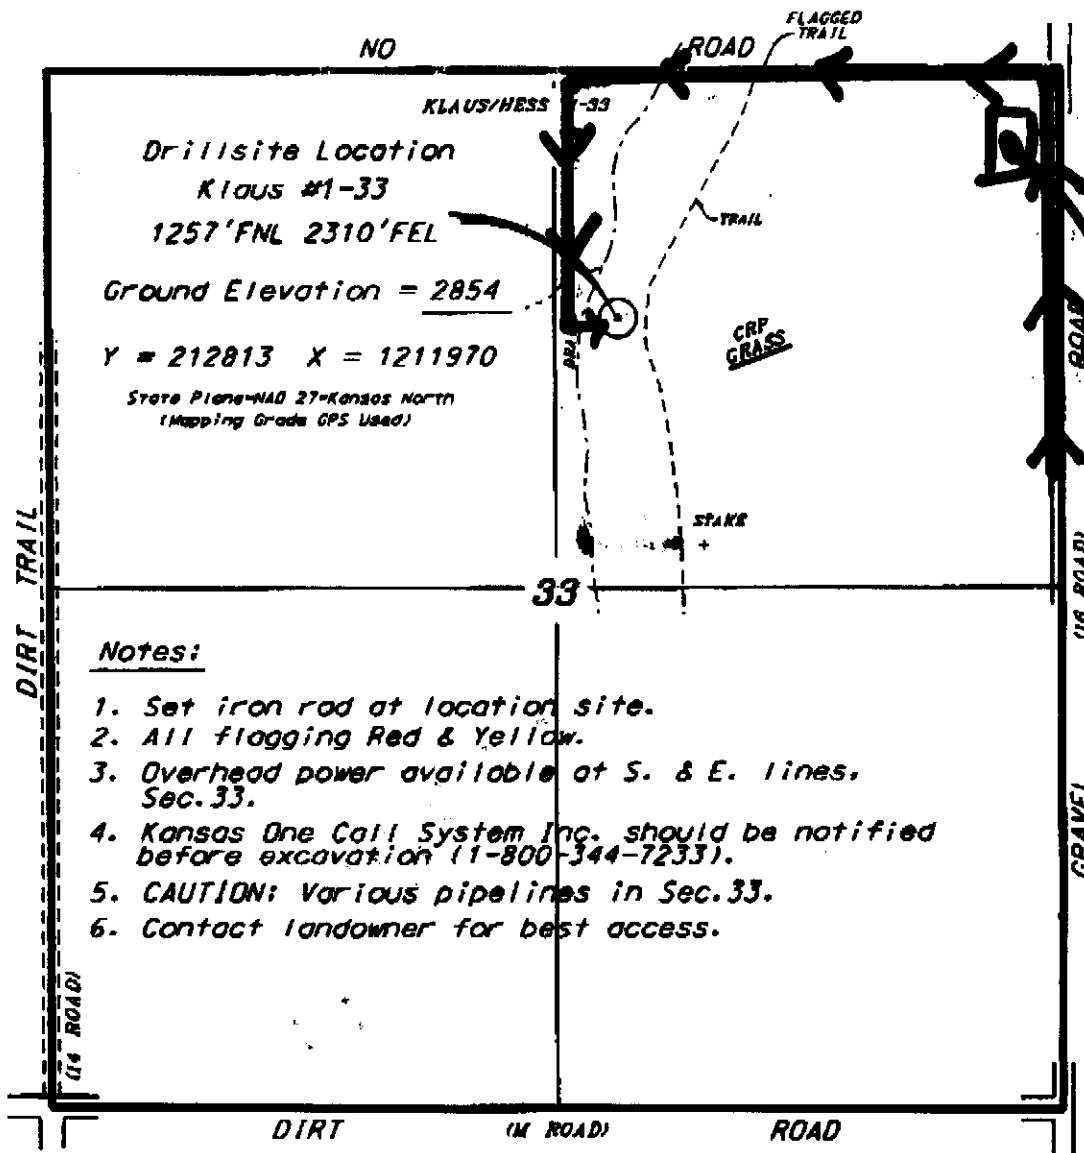 FLAGGED
TRAIL
NO ROAD
KLAUS/HESS -33
Drillsite Location
Klaus #1-33
1257'FNL 2310'FEL
TRAIL
Ground Elevation = 2854
CRP
GRASS
ROAD
Y = 212813 X = 1211970
State Plane-NAD 27-Kansas North
(Mapping Grade GPS Used)
STAKE
DIRT TRAIL
(16 ROAD)
33
Notes:
1. Set iron rod at location site.
2. All flagging Red & Yellow.
3. Overhead power available at S. & E. lines,
Sec.33.
4. Kansas One Call System Inc. should be notified
before excavation (1-800-344-7233).
5. CAUTION: Various pipelines in Sec.33.
6. Contact landowner for best access.
GRAVEL
(14 ROAD)
DIRT (M ROAD) ROAD